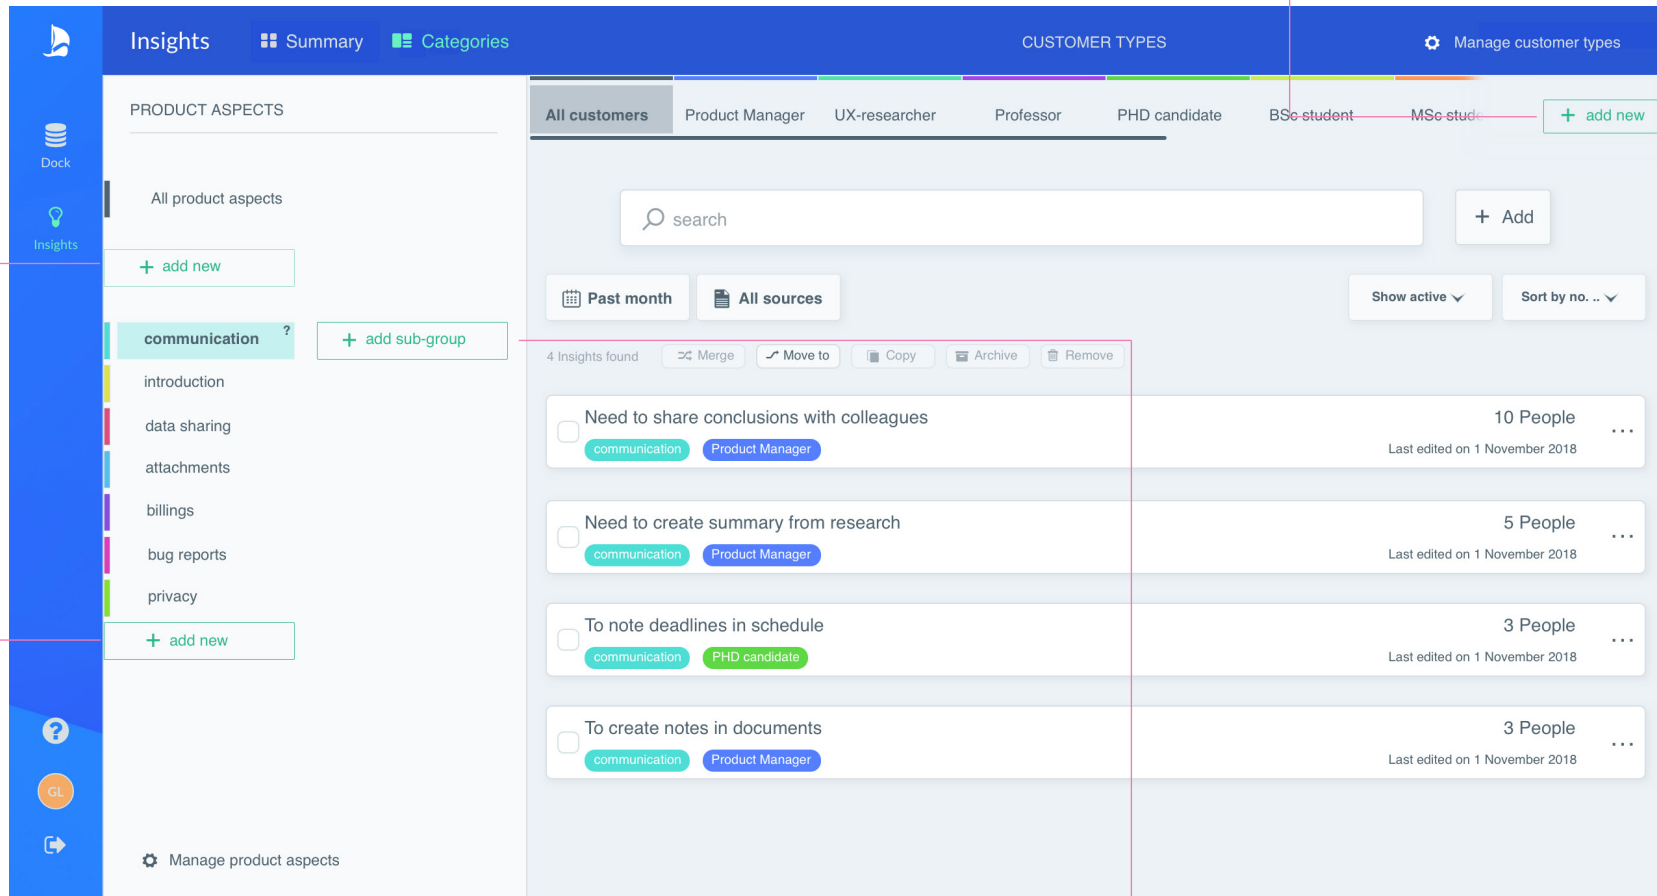 Insights
Summary
Categories
CUSTOMER TYPES
Manage customer types
Dock
Insights
GL
PRODUCT ASPECTS
All product aspects
+ add new
communication ?
+ add sub-group
introduction
data sharing
attachments
billings
bug reports
privacy
+ add new
Manage product aspects
All customers
Product Manager
UX-researcher
Professor
PHD candidate
BSc student
MSc stude
+ add new
search
+ Add
Past month
All sources
Show active
Sort by no. ..
4 Insights found
Merge
Move to
Copy
Archive
Remove
Need to share conclusions with colleagues
10 People
communication
Product Manager
Last edited on 1 November 2018
Need to create summary from research
5 People
communication
Product Manager
Last edited on 1 November 2018
To note deadlines in schedule
3 People
communication
PHD candidate
Last edited on 1 November 2018
To create notes in documents
3 People
communication
Product Manager
Last edited on 1 November 2018